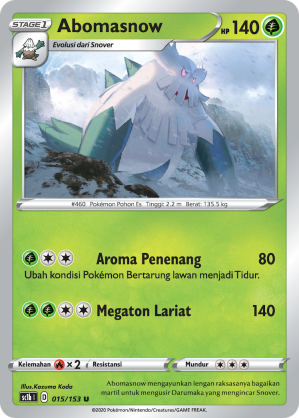 STAGE 1
Abomasnow
HP 140
Evolusi dari Snover
#460 Pokémon Pohon Es Tinggi: 2.2 m Berat: 135.5 kg
Aroma Penenang 80
Ubah kondisi Pokémon Bertarung lawan menjadi Tidur.
Megaton Lariat 140
Kelemahan ×2 Resistansi Mundur
Illus. Kazuma Koda
sc1b I D 015/153 U
Abomasnow mengayunkan lengan raksasanya bagaikan
martil untuk mengusir Darumaka yang mengincar Snover.
©2020 Pokémon/Nintendo/Creatures/GAME FREAK.